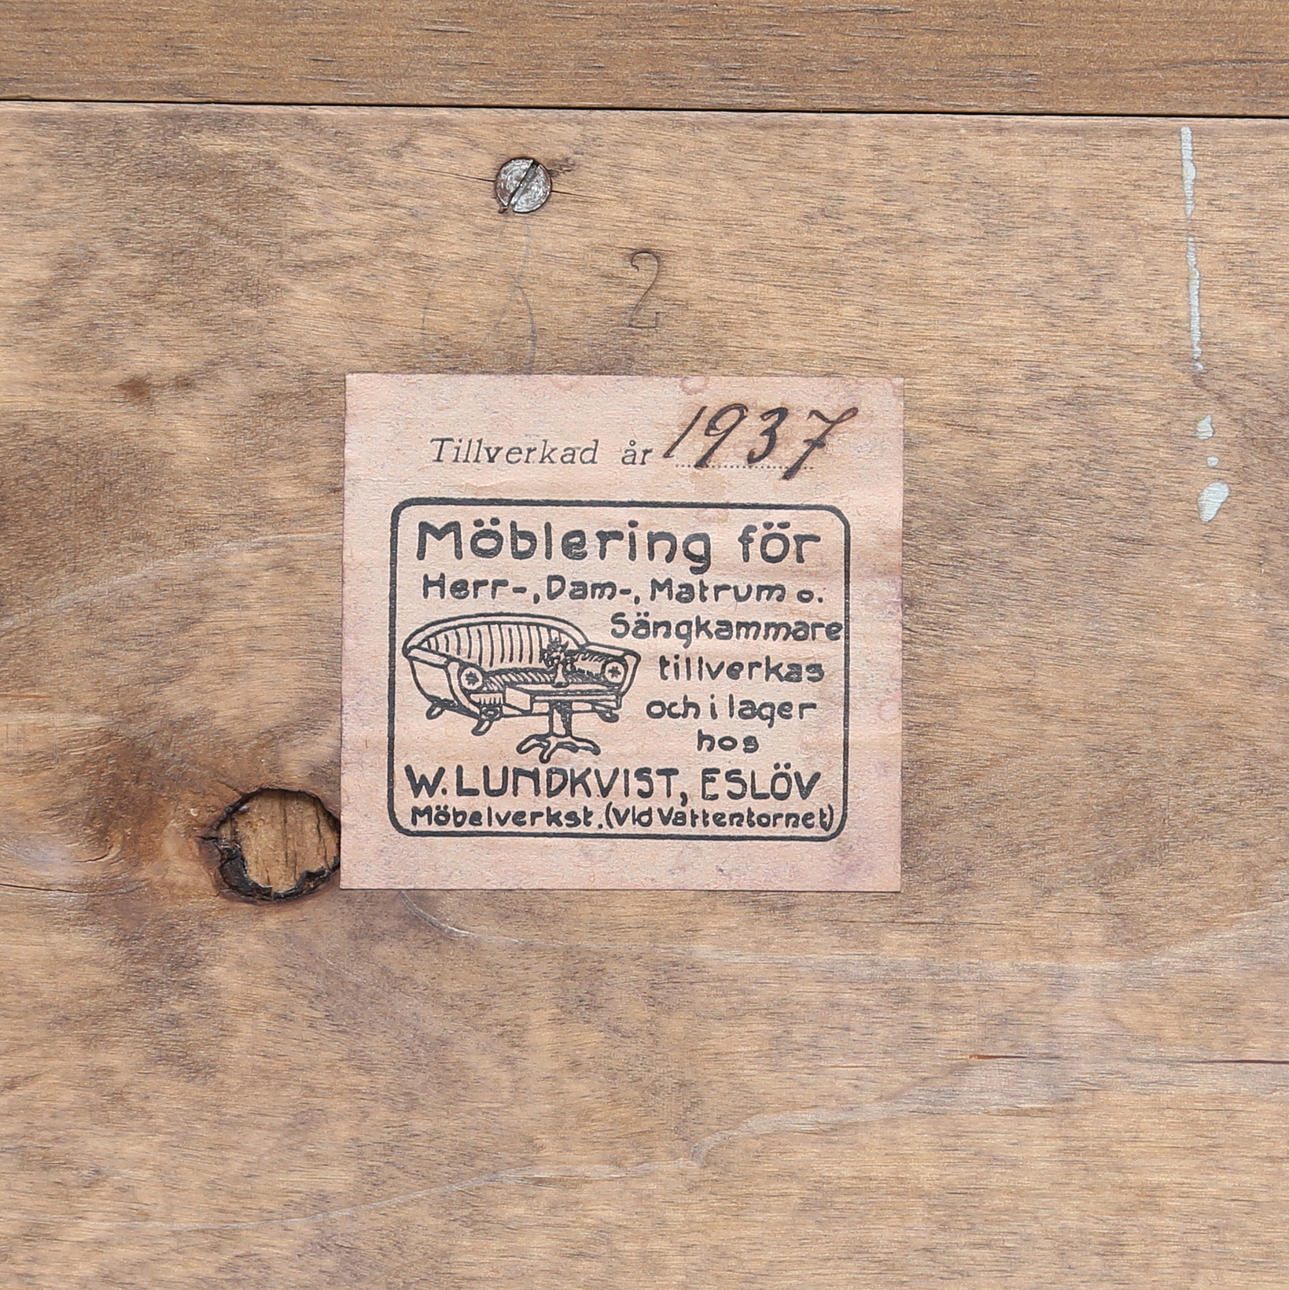 2
Tillverkad år 1937
Möblering för
Herr-, Dam-, Matrum o.
Sängkammare
tillverkas
och i lager
hos
W. LUNDKVIST, ESLÖV
Möbelverkst. (Vid Vattentornet)